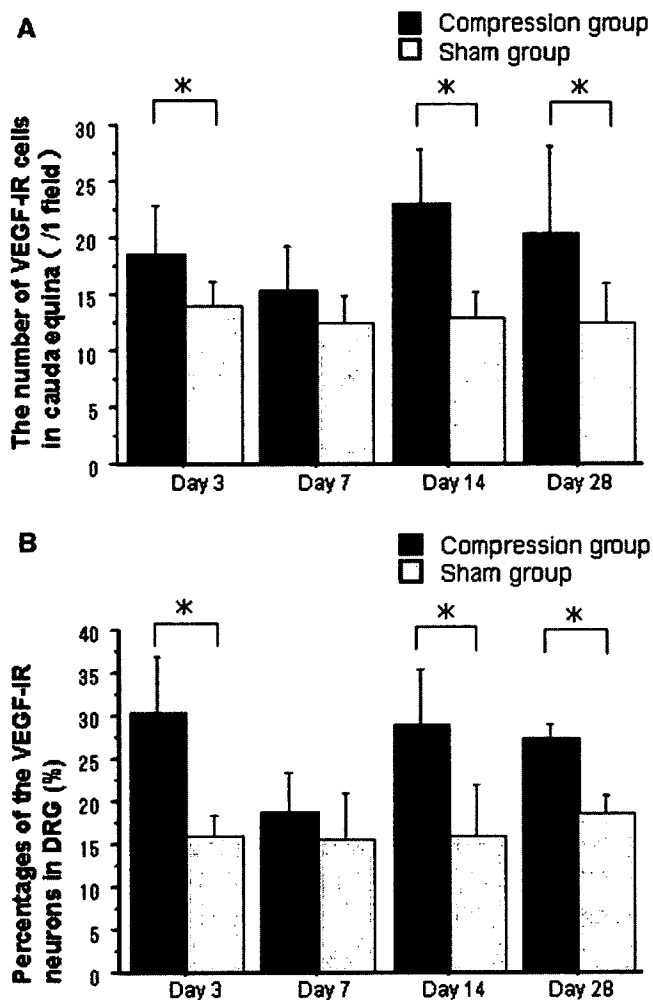 A
Compression group
Sham group
*
*
*
The number of VEGF-IR cells
in cauda equina ( /1 field )
30
25
20
15
10
5
0
Day 3
Day 7
Day 14
Day 28
B
Compression group
Sham group
*
*
*
Percentages of the VEGF-IR
neurons in DRG (%)
40
35
30
25
20
15
10
5
0
Day 3
Day 7
Day 14
Day 28